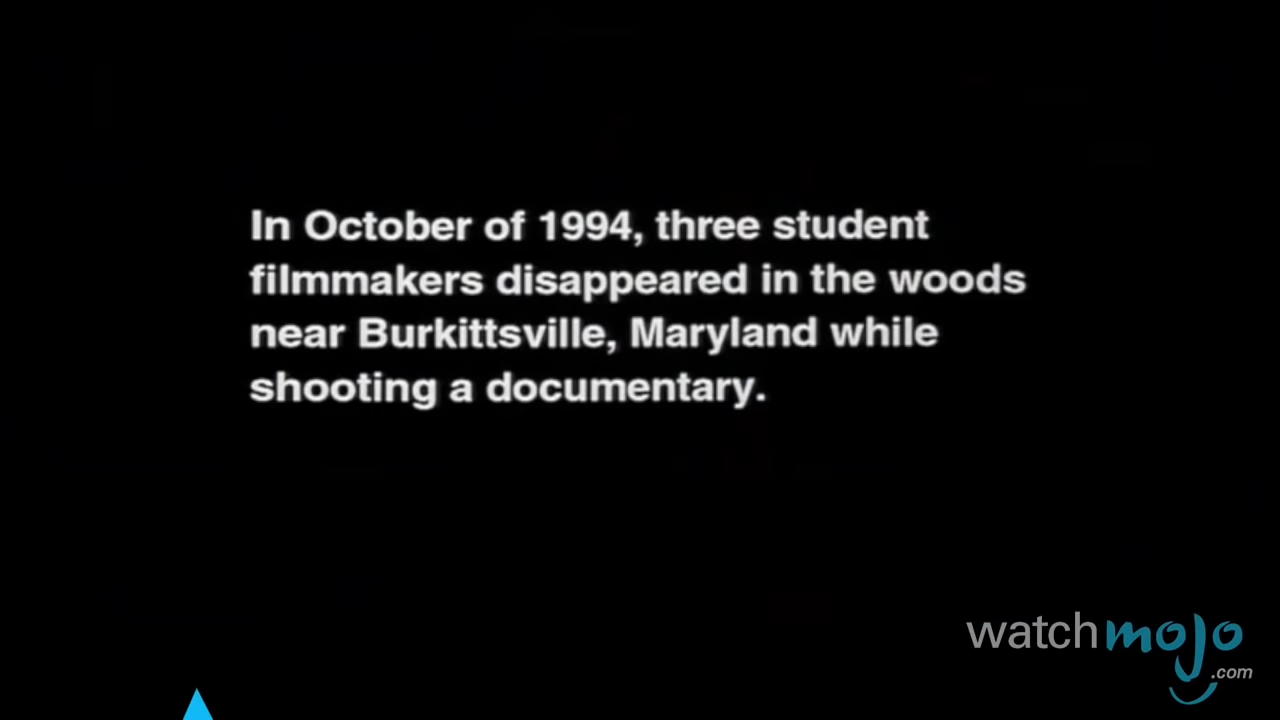 In October of 1994, three student
filmmakers disappeared in the woods
near Burkittsville, Maryland while
shooting a documentary.
watchmojo
.com